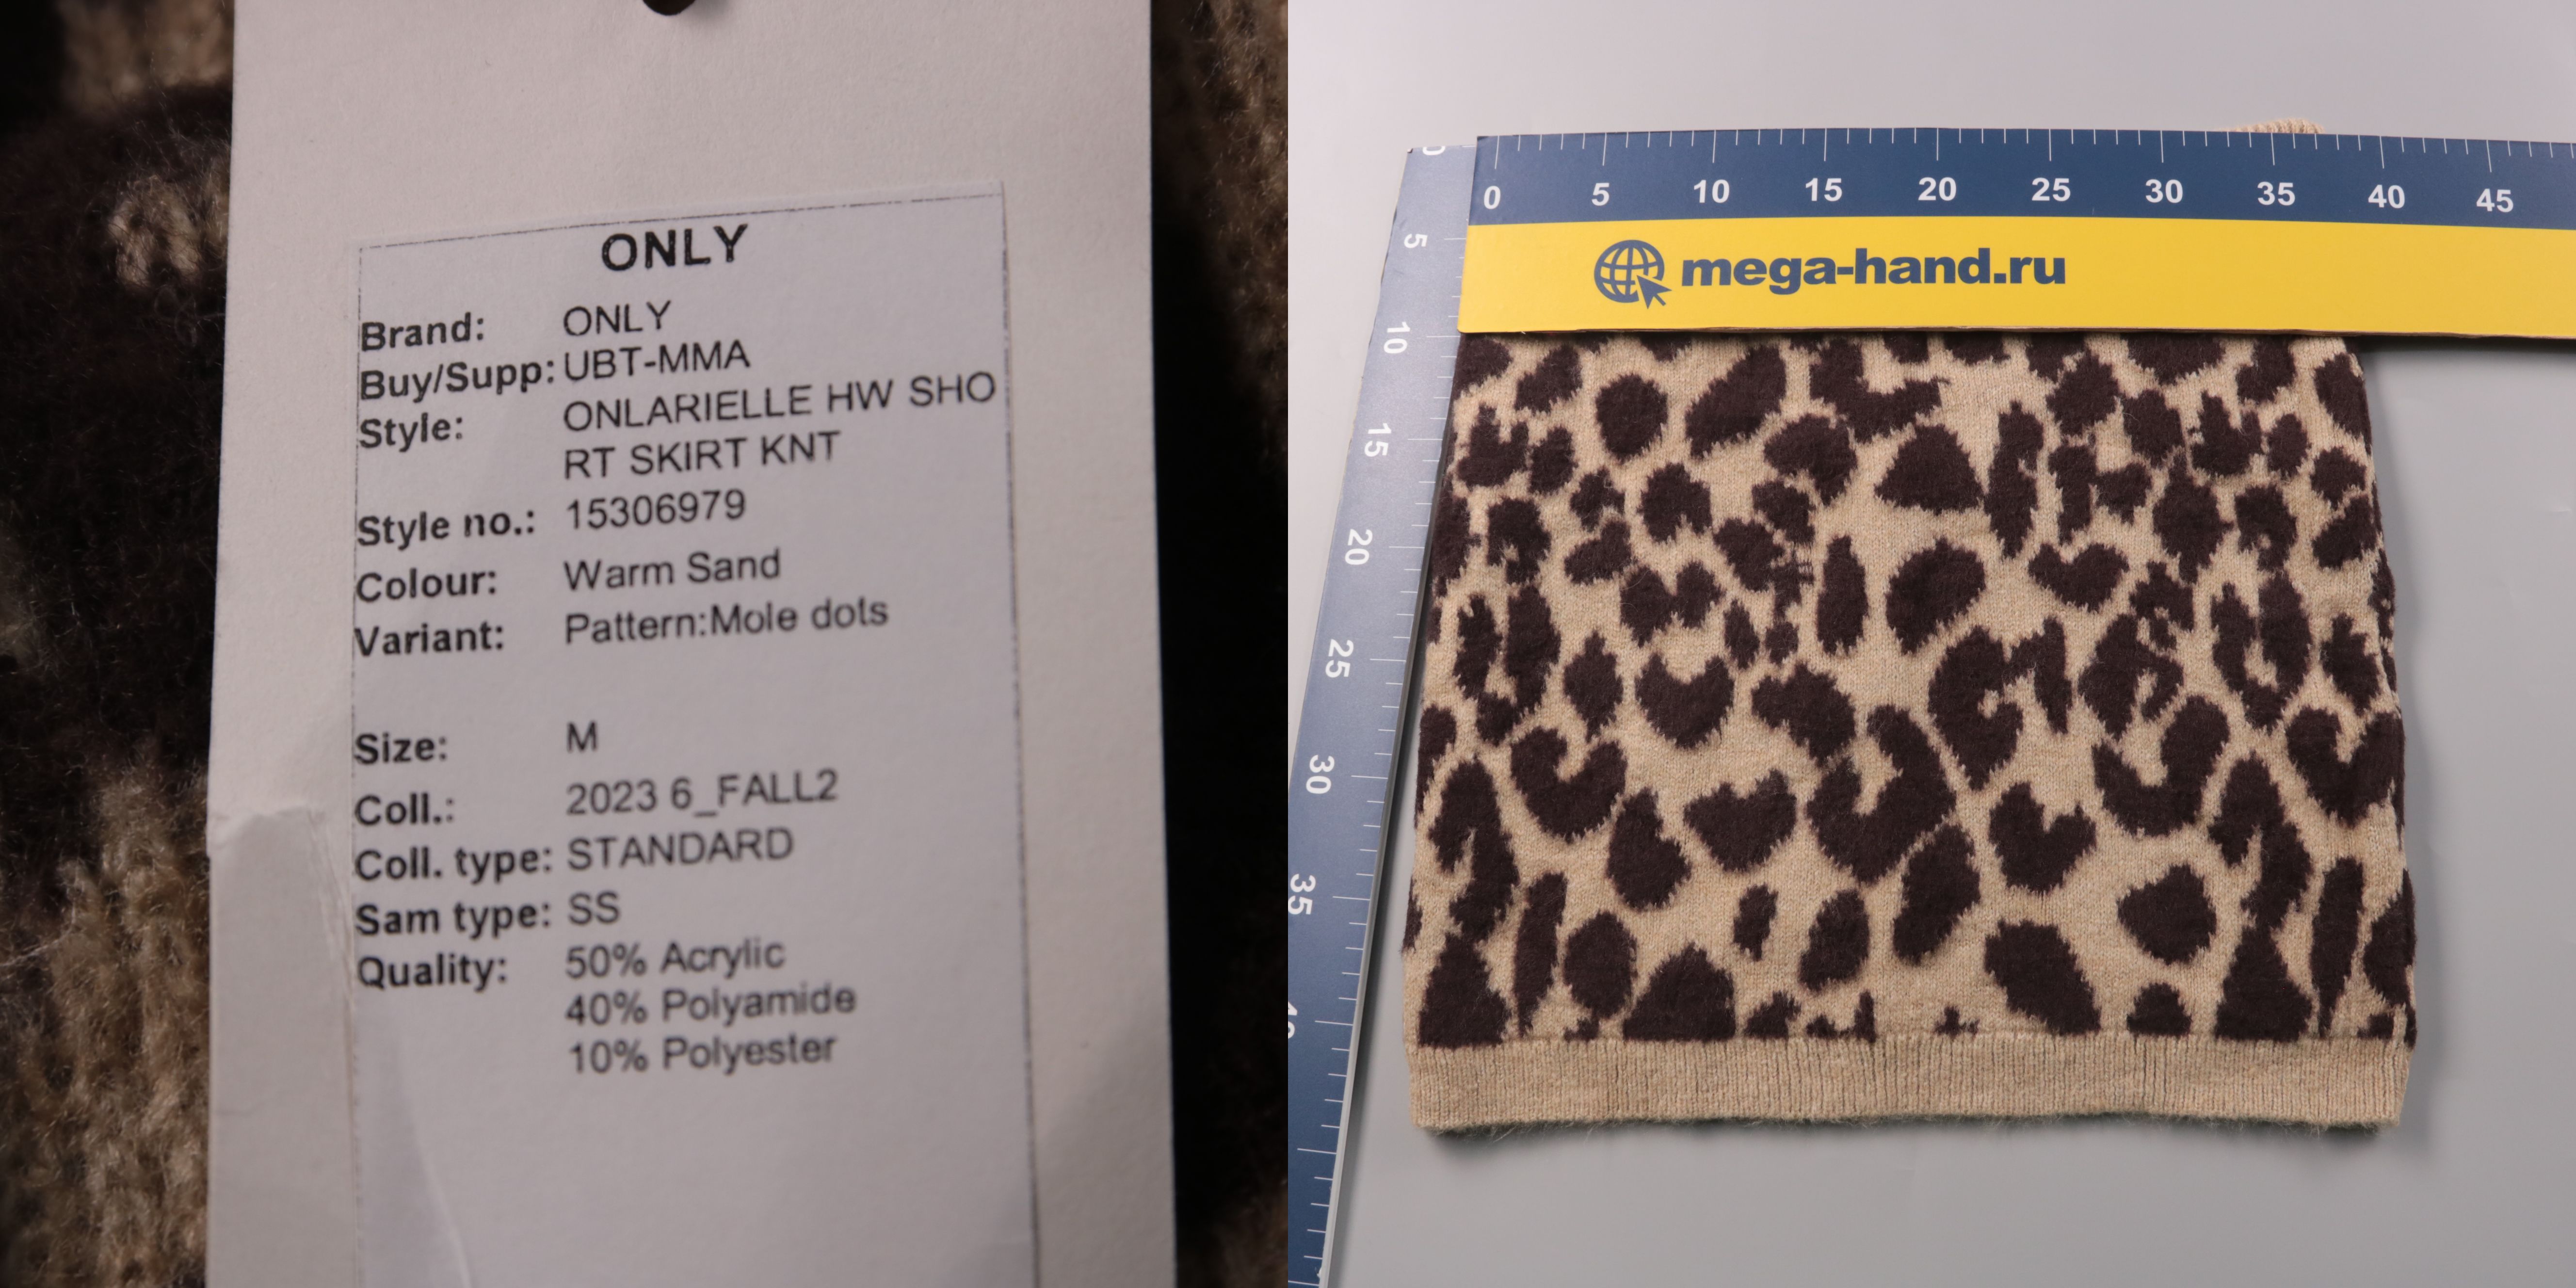 ONLY
Brand: ONLY
Buy/Supp: UBT-MMA
Style: ONLARIELLE HW SHO
RT SKIRT KNT
Style no.: 15306979
Colour: Warm Sand
Variant: Pattern:Mole dots
Size: M
Coll.: 2023 6_FALL2
Coll. type: STANDARD
Sam type: SS
Quality: 50% Acrylic
40% Polyamide
10% Polyester
0 5 10 15 20 25 30 35 40 45
mega-hand.ru
0
5
10
15
20
25
30
35